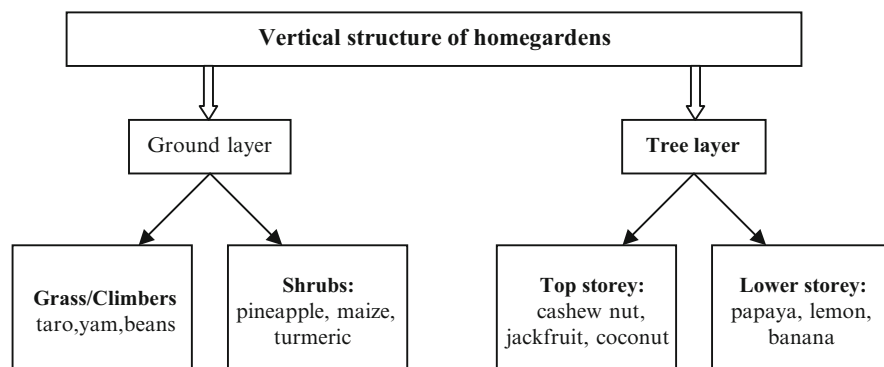 Vertical structure of homegardens
Ground layer
Tree layer
Grass/Climbers
taro,yam,beans
Shrubs:
pineapple, maize,
turmeric
Top storey:
cashew nut,
jackfruit, coconut
Lower storey:
papaya, lemon,
banana